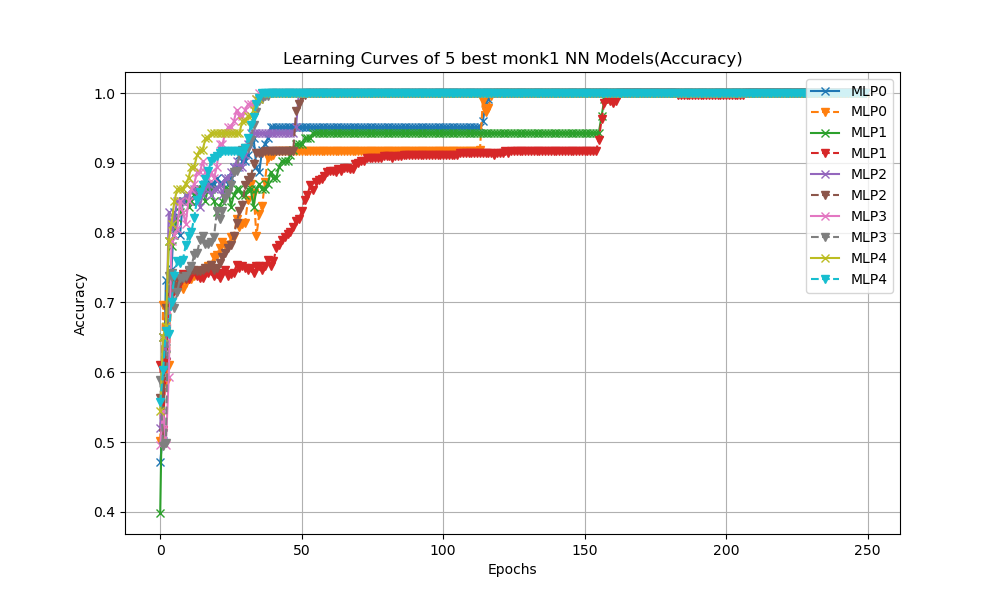 Learning Curves of 5 best monk1 NN Models(Accuracy)
1.0
0.9
0.8
0.7
0.6
0.5
0.4
Accuracy
MLP0
MLP0
MLP1
MLP1
MLP2
MLP2
MLP3
MLP3
MLP4
MLP4
0 50 100 150 200 250
Epochs